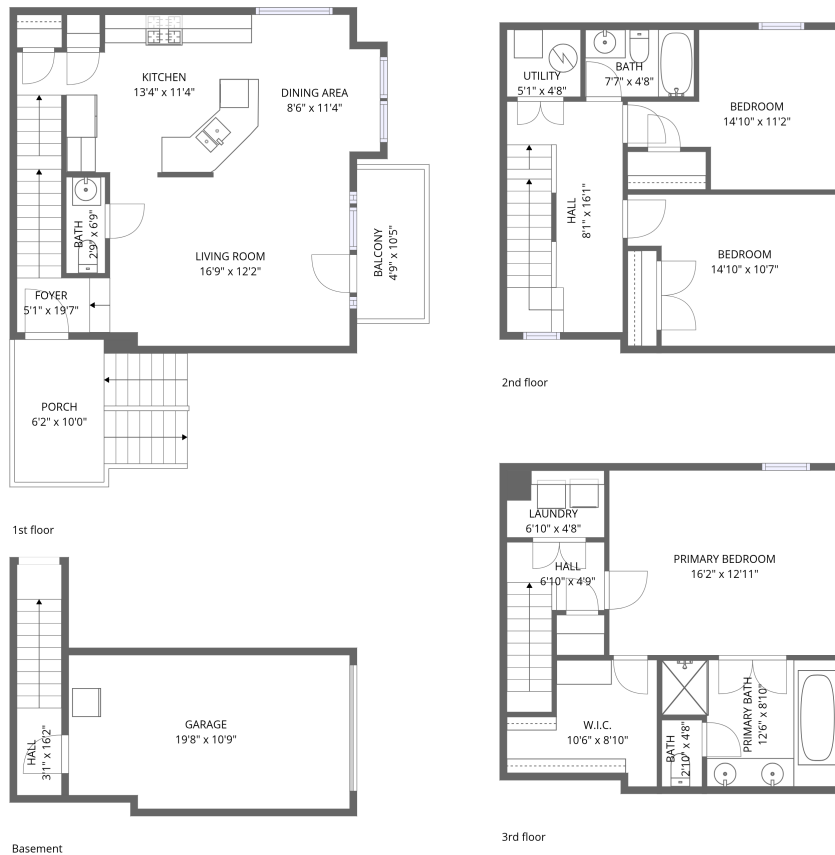 KITCHEN
13'4" x 11'4"
DINING AREA
8'6" x 11'4"
BATH
2'9" x 6'9"
LIVING ROOM
16'9" x 12'2"
BALCONY
4'9" x 10'5"
FOYER
5'1" x 19'7"
PORCH
6'2" x 10'0"
1st floor
UTILITY
5'1" x 4'8"
BATH
7'7" x 4'8"
BEDROOM
14'10" x 11'2"
HALL
8'1" x 16'1"
BEDROOM
14'10" x 10'7"
2nd floor
HALL
3'1" x 16'2"
GARAGE
19'8" x 10'9"
Basement
LAUNDRY
6'10" x 4'8"
HALL
6'10" x 4'9"
PRIMARY BEDROOM
16'2" x 12'11"
W.I.C.
10'6" x 8'10"
BATH
2'10" x 4'8"
PRIMARY BATH
12'6" x 8'10"
3rd floor